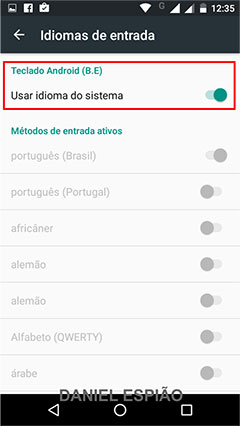 G
12:35
Idiomas de entrada
Teclado Android (B.E)
Usar idioma do sistema
Métodos de entrada ativos
português (Brasil)
português (Portugal)
africâner
alemão
alemão
Alfabeto (QWERTY)
árabe
DANIEL ESPIÃO